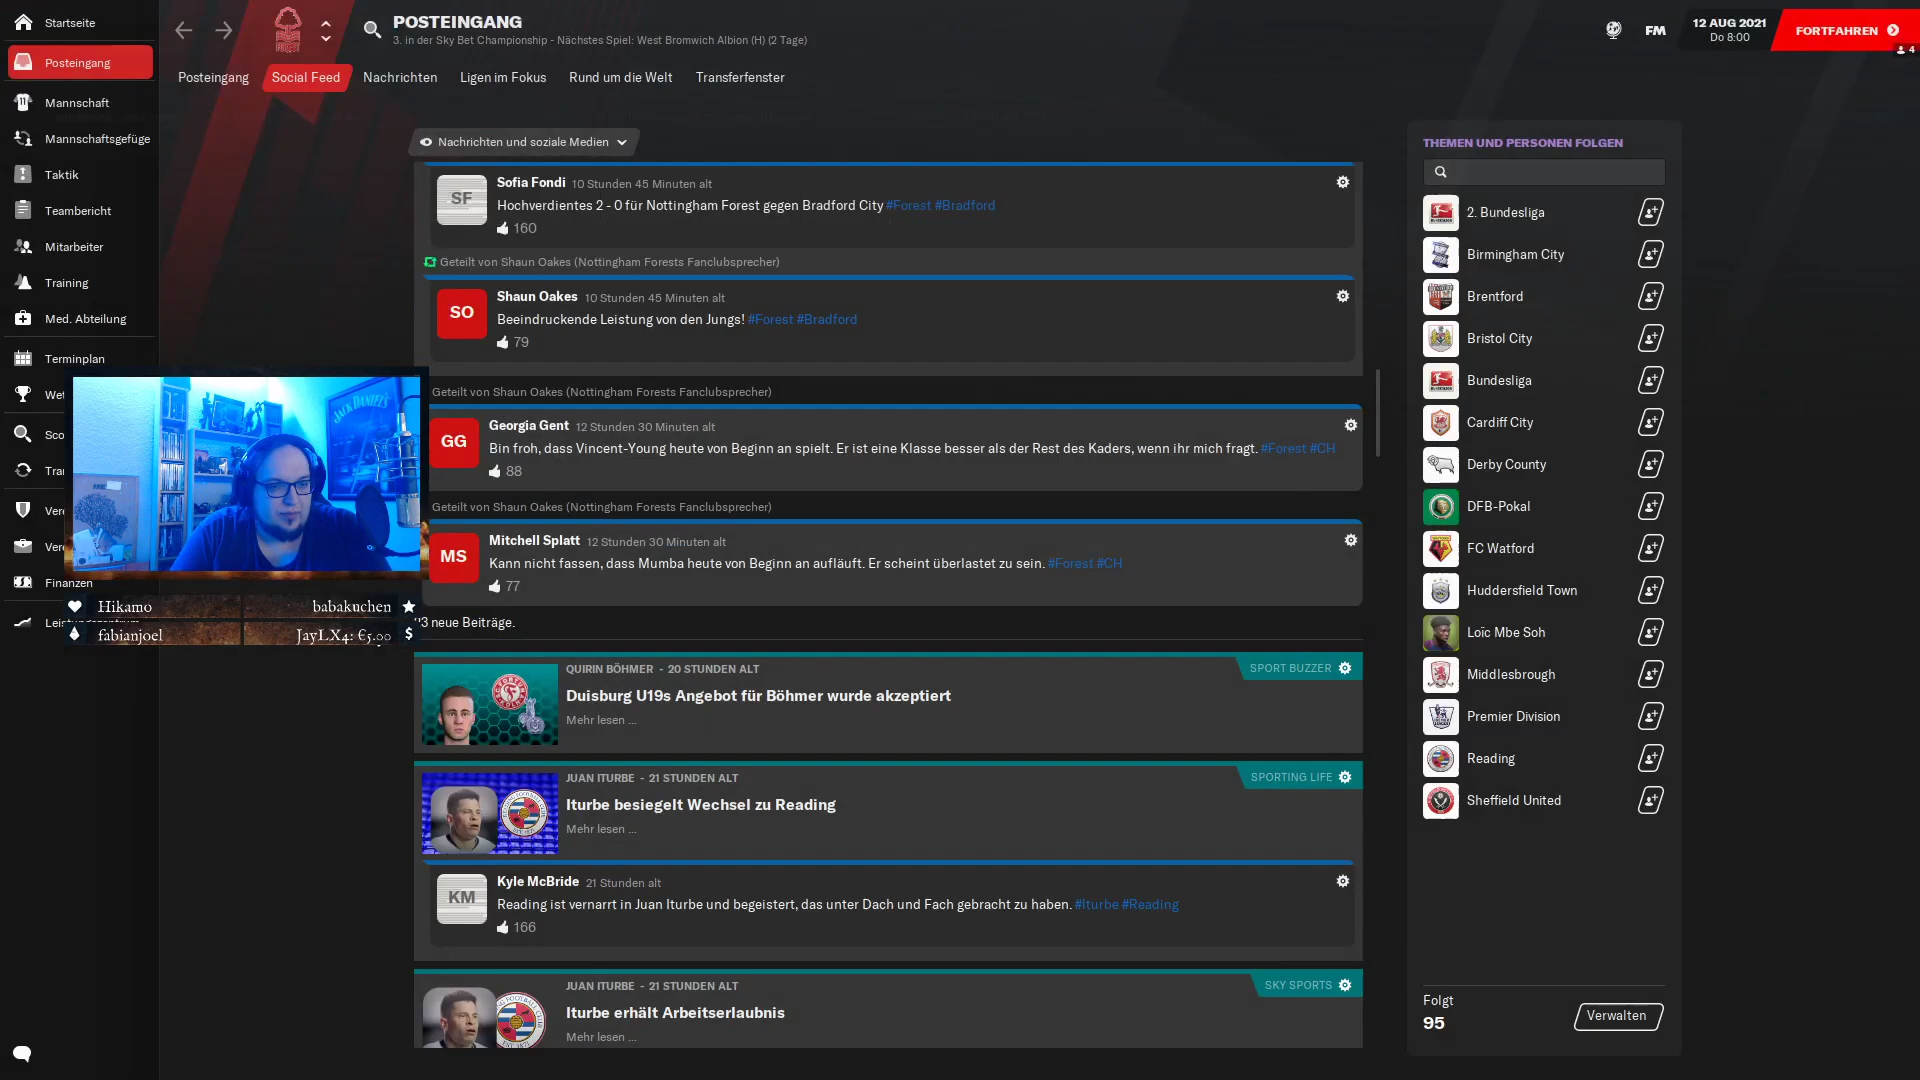 Startseite
Posteingang
Mannschaft
Mannschaftsgefüge
Taktik
Teambericht
Mitarbeiter
Training
Med. Abteilung
Terminplan
Finanzen
POSTEINGANG
3. in der Sky Bet Championship - Nächstes Spiel: West Bromwich Albion (H) (2 Tage)
FM
12 AUG 2021
Do 8:00
FORTFAHREN
4
Posteingang
Social Feed
Nachrichten
Ligen im Fokus
Rund um die Welt
Transferfenster
Nachrichten und soziale Medien
SF
Sofia Fondi 10 Stunden 45 Minuten alt
Hochverdientes 2 - 0 für Nottingham Forest gegen Bradford City #Forest #Bradford
160
Geteilt von Shaun Oakes (Nottingham Forests Fanclubsprecher)
SO
Shaun Oakes 10 Stunden 45 Minuten alt
Beeindruckende Leistung von den Jungs! #Forest #Bradford
79
Geteilt von Shaun Oakes (Nottingham Forests Fanclubsprecher)
GG
Georgia Gent 12 Stunden 30 Minuten alt
Bin froh, dass Vincent-Young heute von Beginn an spielt. Er ist eine Klasse besser als der Rest des Kaders, wenn ihr mich fragt. #Forest #CH
88
Geteilt von Shaun Oakes (Nottingham Forests Fanclubsprecher)
MS
Mitchell Splatt 12 Stunden 30 Minuten alt
Kann nicht fassen, dass Mumba heute von Beginn an aufläuft. Er scheint überlastet zu sein. #Forest #CH
77
neue Beiträge.
QUIRIN BÖHMER - 20 STUNDEN ALT
SPORT BUZZER
Duisburg U19s Angebot für Böhmer wurde akzeptiert
Mehr lesen ...
JUAN ITURBE - 21 STUNDEN ALT
SPORTING LIFE
Iturbe besiegelt Wechsel zu Reading
Mehr lesen ...
KM
Kyle McBride 21 Stunden alt
Reading ist vernarrt in Juan Iturbe und begeistert, das unter Dach und Fach gebracht zu haben. #Iturbe #Reading
166
JUAN ITURBE - 21 STUNDEN ALT
SKY SPORTS
Iturbe erhält Arbeitserlaubnis
Mehr lesen ...
JACK DANIEL'S
Hikamo
babakuchen
fabianjoel
JayLX4: €5.00
$
THEMEN UND PERSONEN FOLGEN
2. Bundesliga
Birmingham City
Brentford
Bristol City
Bundesliga
Cardiff City
Derby County
DFB-Pokal
FC Watford
Huddersfield Town
Loïc Mbe Soh
Middlesbrough
Premier Division
Reading
Sheffield United
Folgt
95
Verwalten